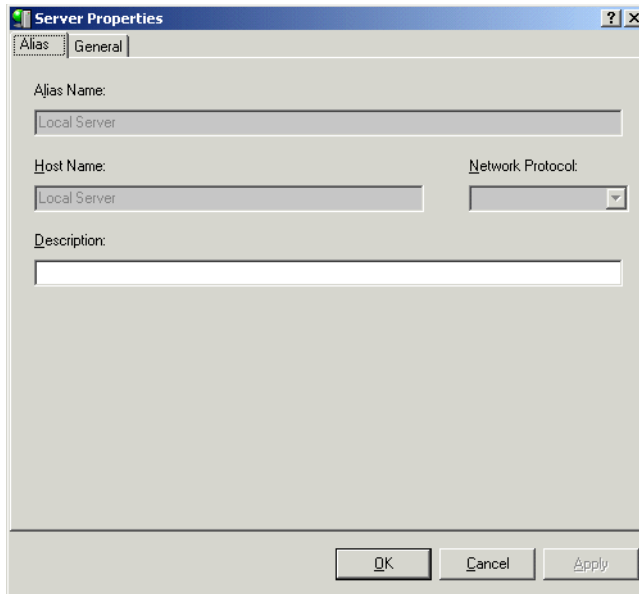 Server Properties
Alias General
Alias Name:
Local Server
Host Name: Network Protocol:
Local Server
Description:
OK Cancel Apply